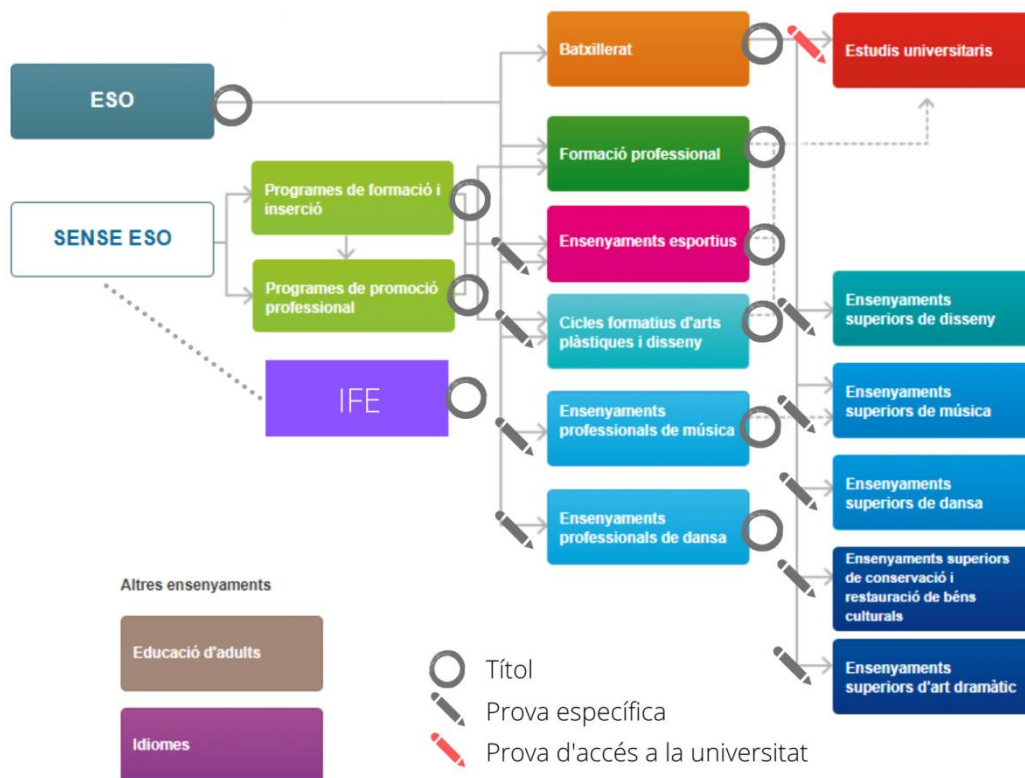 ESO
SENSE ESO
Programes de formació i
inserció
Programes de promoció
professional
IFE
Batxillerat
Formació professional
Ensenyaments esportius
Cicles formatius d'arts
plàstiques i disseny
Ensenyaments
professionals de música
Ensenyaments
professionals de dansa
Estudis universitaris
Ensenyaments
superiors de disseny
Ensenyaments
superiors de música
Ensenyaments
superiors de dansa
Ensenyaments superiors
de conservació i
restauració de béns
culturals
Ensenyaments
superiors d'art dramàtic
Altres ensenyaments
Educació d'adults
Idiomes
Títol
Prova específica
Prova d'accés a la universitat